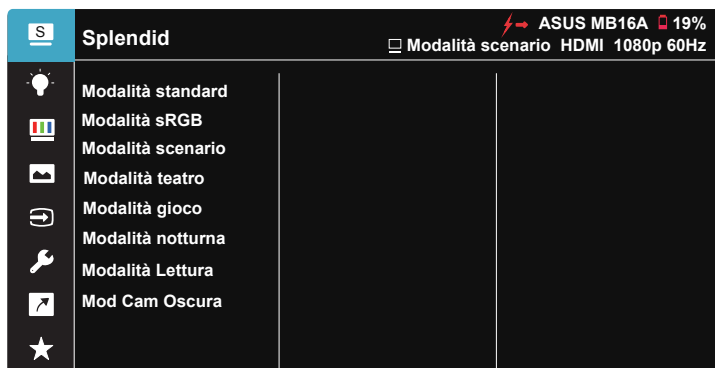 S
Splendid
ASUS MB16A 19%
Modalità scenario HDMI 1080p 60Hz
Modalità standard
Modalità sRGB
Modalità scenario
Modalità teatro
Modalità gioco
Modalità notturna
Modalità Lettura
Mod Cam Oscura